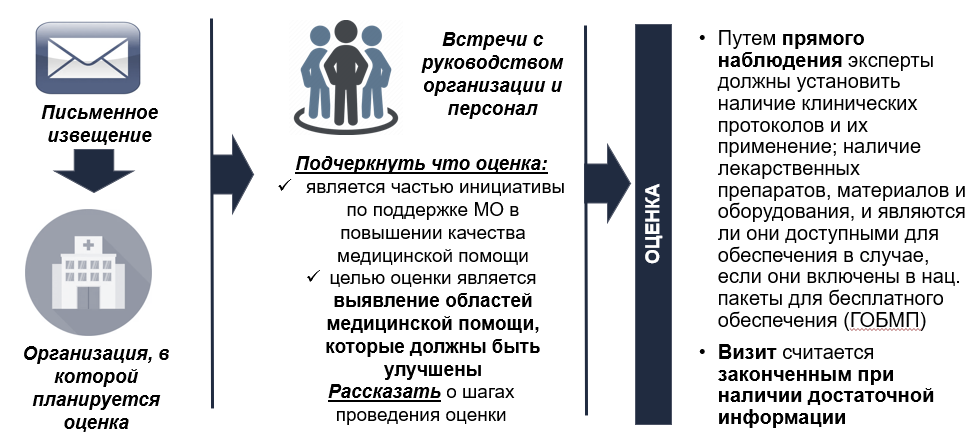 Письменное
извещение
Организация, в
которой
планируется
оценка
Встречи с
руководством
организации и
персонал
Подчеркнуть что оценка:
✓ является частью инициативы
по поддержке МО в
повышении качества
медицинской помощи
✓ целью оценки является
выявление областей
медицинской помощи,
которые должны быть
улучшены
Рассказать о шагах
проведения оценки
ОЦЕНКА
• Путем прямого
наблюдения эксперты
должны установить
наличие клинических
протоколов и их
применение; наличие
лекарственных
препаратов, материалов и
оборудования, и являются
ли они доступными для
обеспечения в случае,
если они включены в нац.
пакеты для бесплатного
обеспечения (ГОБМП)
• Визит считается
законченным при
наличии достаточной
информации